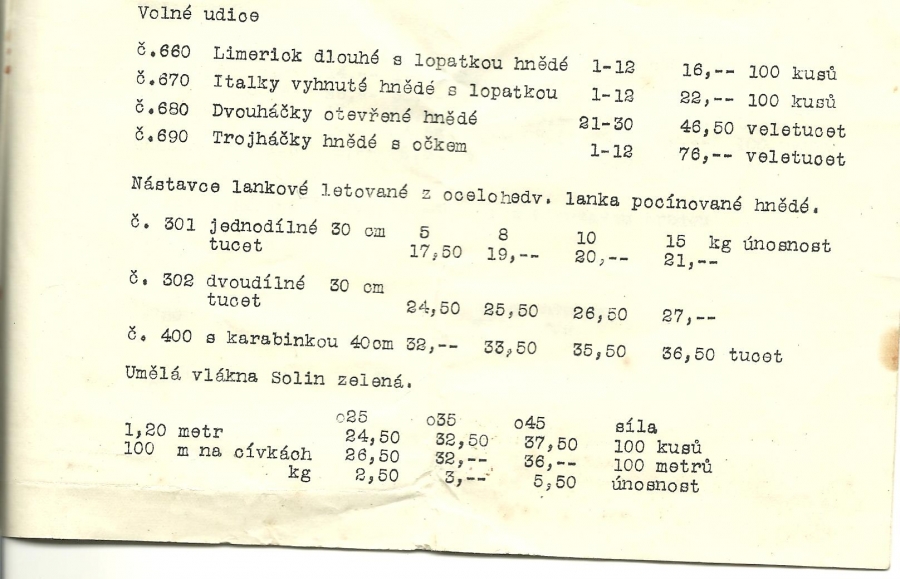 Volné udice
č.660 Limerick dlouhé s lopatkou hnědé 1-12 16,-- 100 kusů
č.670 Italky vyhnuté hnědé s lopatkou 1-12 22,-- 100 kusů
č.680 Dvouháčky otevřené hnědé 21-30 46,50 veletucet
č.690 Trojháčky hnědé s očkem 1-12 76,-- veletucet
Nástavce lankové letované z ocelohedv. lanka pocínované hnědé.
č. 301 jednodílné 30 cm 5 8 10 15 kg únosnost
tucet 17,50 19,-- 20,-- 21,--
č. 302 dvoudílné 30 cm
tucet 24,50 25,50 26,50 27,--
č. 400 s karabinkou 40cm 32,-- 33,50 35,50 36,50 tucet
Umělá vlákna Solin zelená.
o25 o35 o45 síla
1,20 metr 24,50 32,50 37,50 100 kusů
100 m na cívkách 26,50 32,-- 36,-- 100 metrů
kg 2,50 3,-- 5,50 únosnost